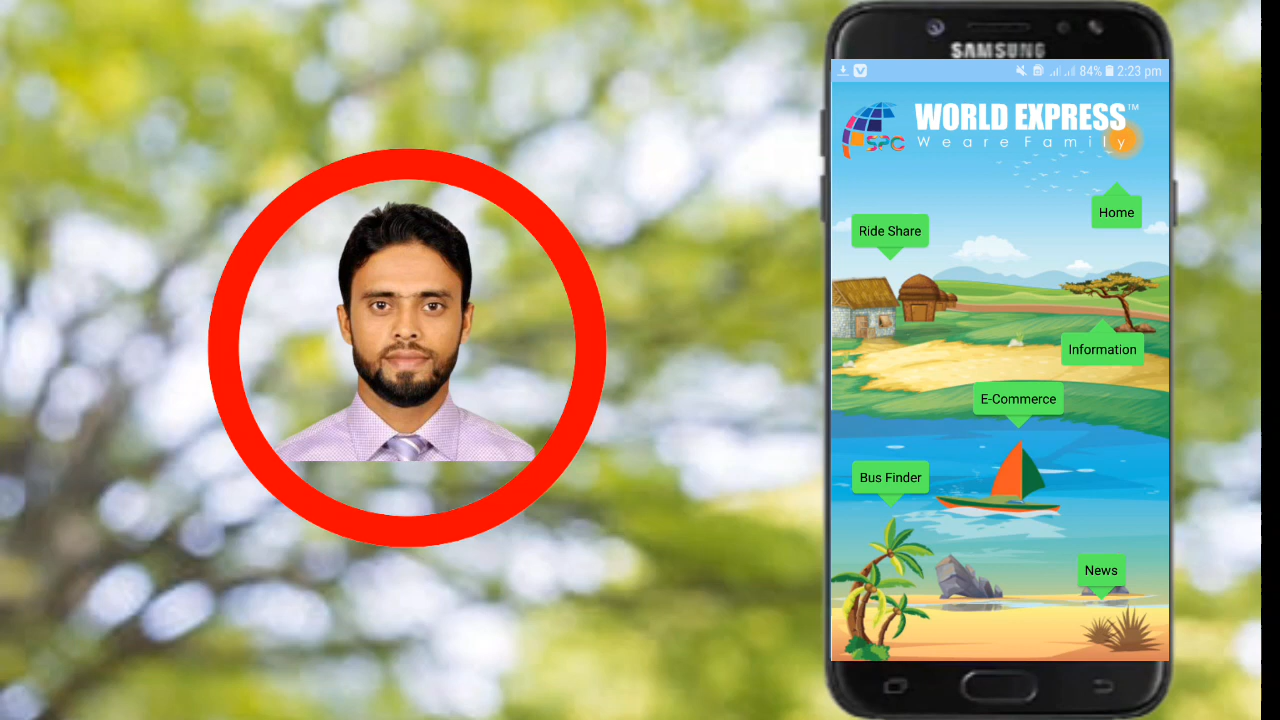 SAMSUNG
84% 2:23 pm
WORLD EXPRESS™
SPC
We are Family
Home
Ride Share
Information
E-Commerce
Bus Finder
News